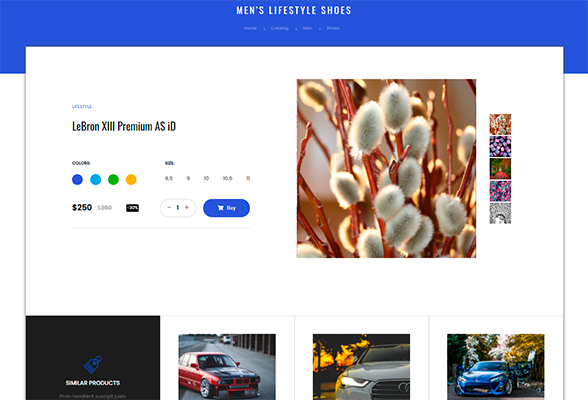 MEN'S LIFESTYLE SHOES
Home > Catalog > Men > Shoes
LIFESTYLE
LeBron XIII Premium AS iD
COLORS:
SIZE:
8.5 9 10 10.5 11
$250 $350 -30%
- 1 + Buy
SIMILAR PRODUCTS
Proin hendrerit suscipit justo